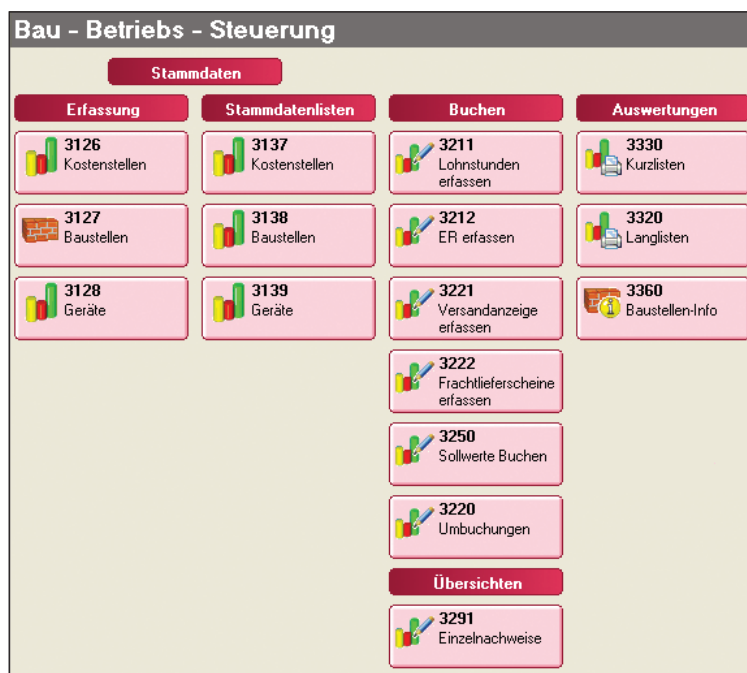 Bau - Betriebs - Steuerung
Stammdaten
Erfassung
3126
Kostenstellen
3127
Baustellen
3128
Geräte
Stammdatenlisten
3137
Kostenstellen
3138
Baustellen
3139
Geräte
Buchen
3211
Lohnstunden
erfassen
3212
ER erfassen
3221
Versandanzeige
erfassen
3222
Frachtlieferscheine
erfassen
3250
Sollwerte Buchen
3220
Umbuchungen
Übersichten
3291
Einzelnachweise
Auswertungen
3330
Kurzlisten
3320
Langlisten
3360
Baustellen-Info